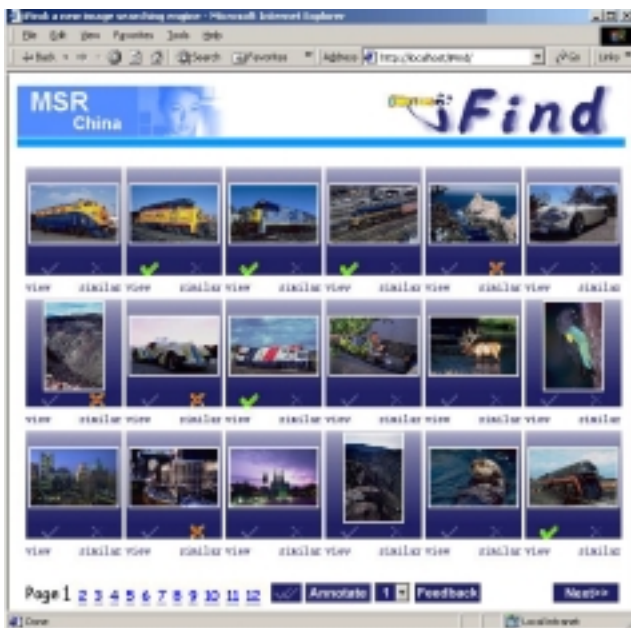 iFind: a new image searching engine - Microsoft Internet Explorer
File Edit View Favorites Tools Help
Back Search Favorites Address http://localhost/ifind/ Go Links
MSR
China
iFind
view similar view similar view similar view similar view similar view similar
view similar view similar view similar view similar view similar view similar
view similar view similar view similar view similar view similar view similar
Page 1 2 3 4 5 6 7 8 9 10 11 12 Annotate 1 Feedback Next>>
Done Local intranet